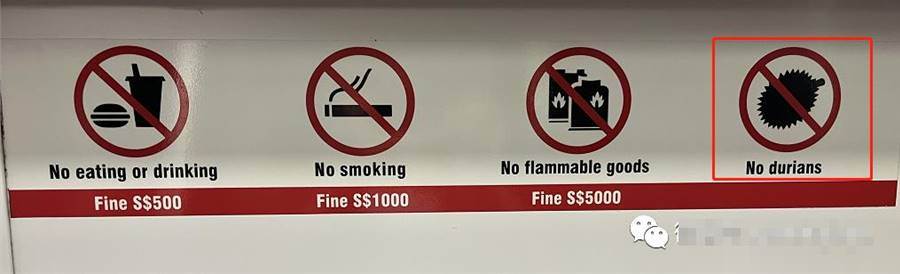 No eating or drinking
No smoking
No flammable goods
No durians
Fine S$500
Fine S$1000
Fine S$5000